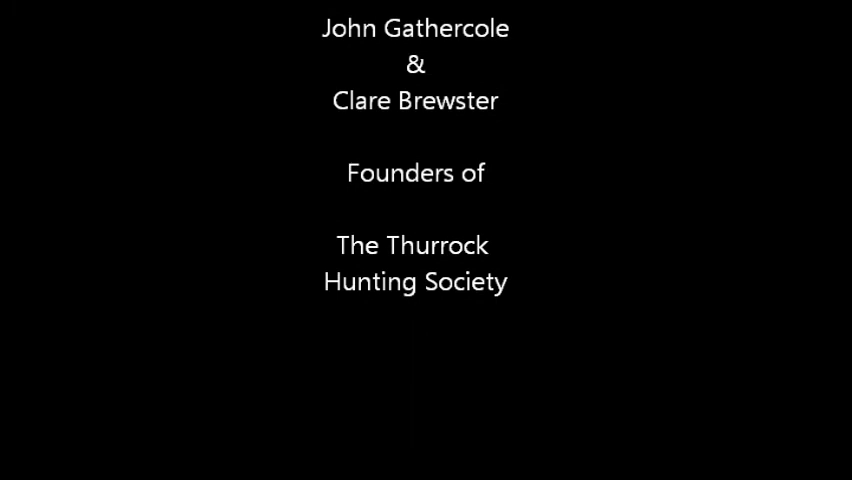 John Gathercole
&
Clare Brewster
Founders of
The Thurrock
Hunting Society